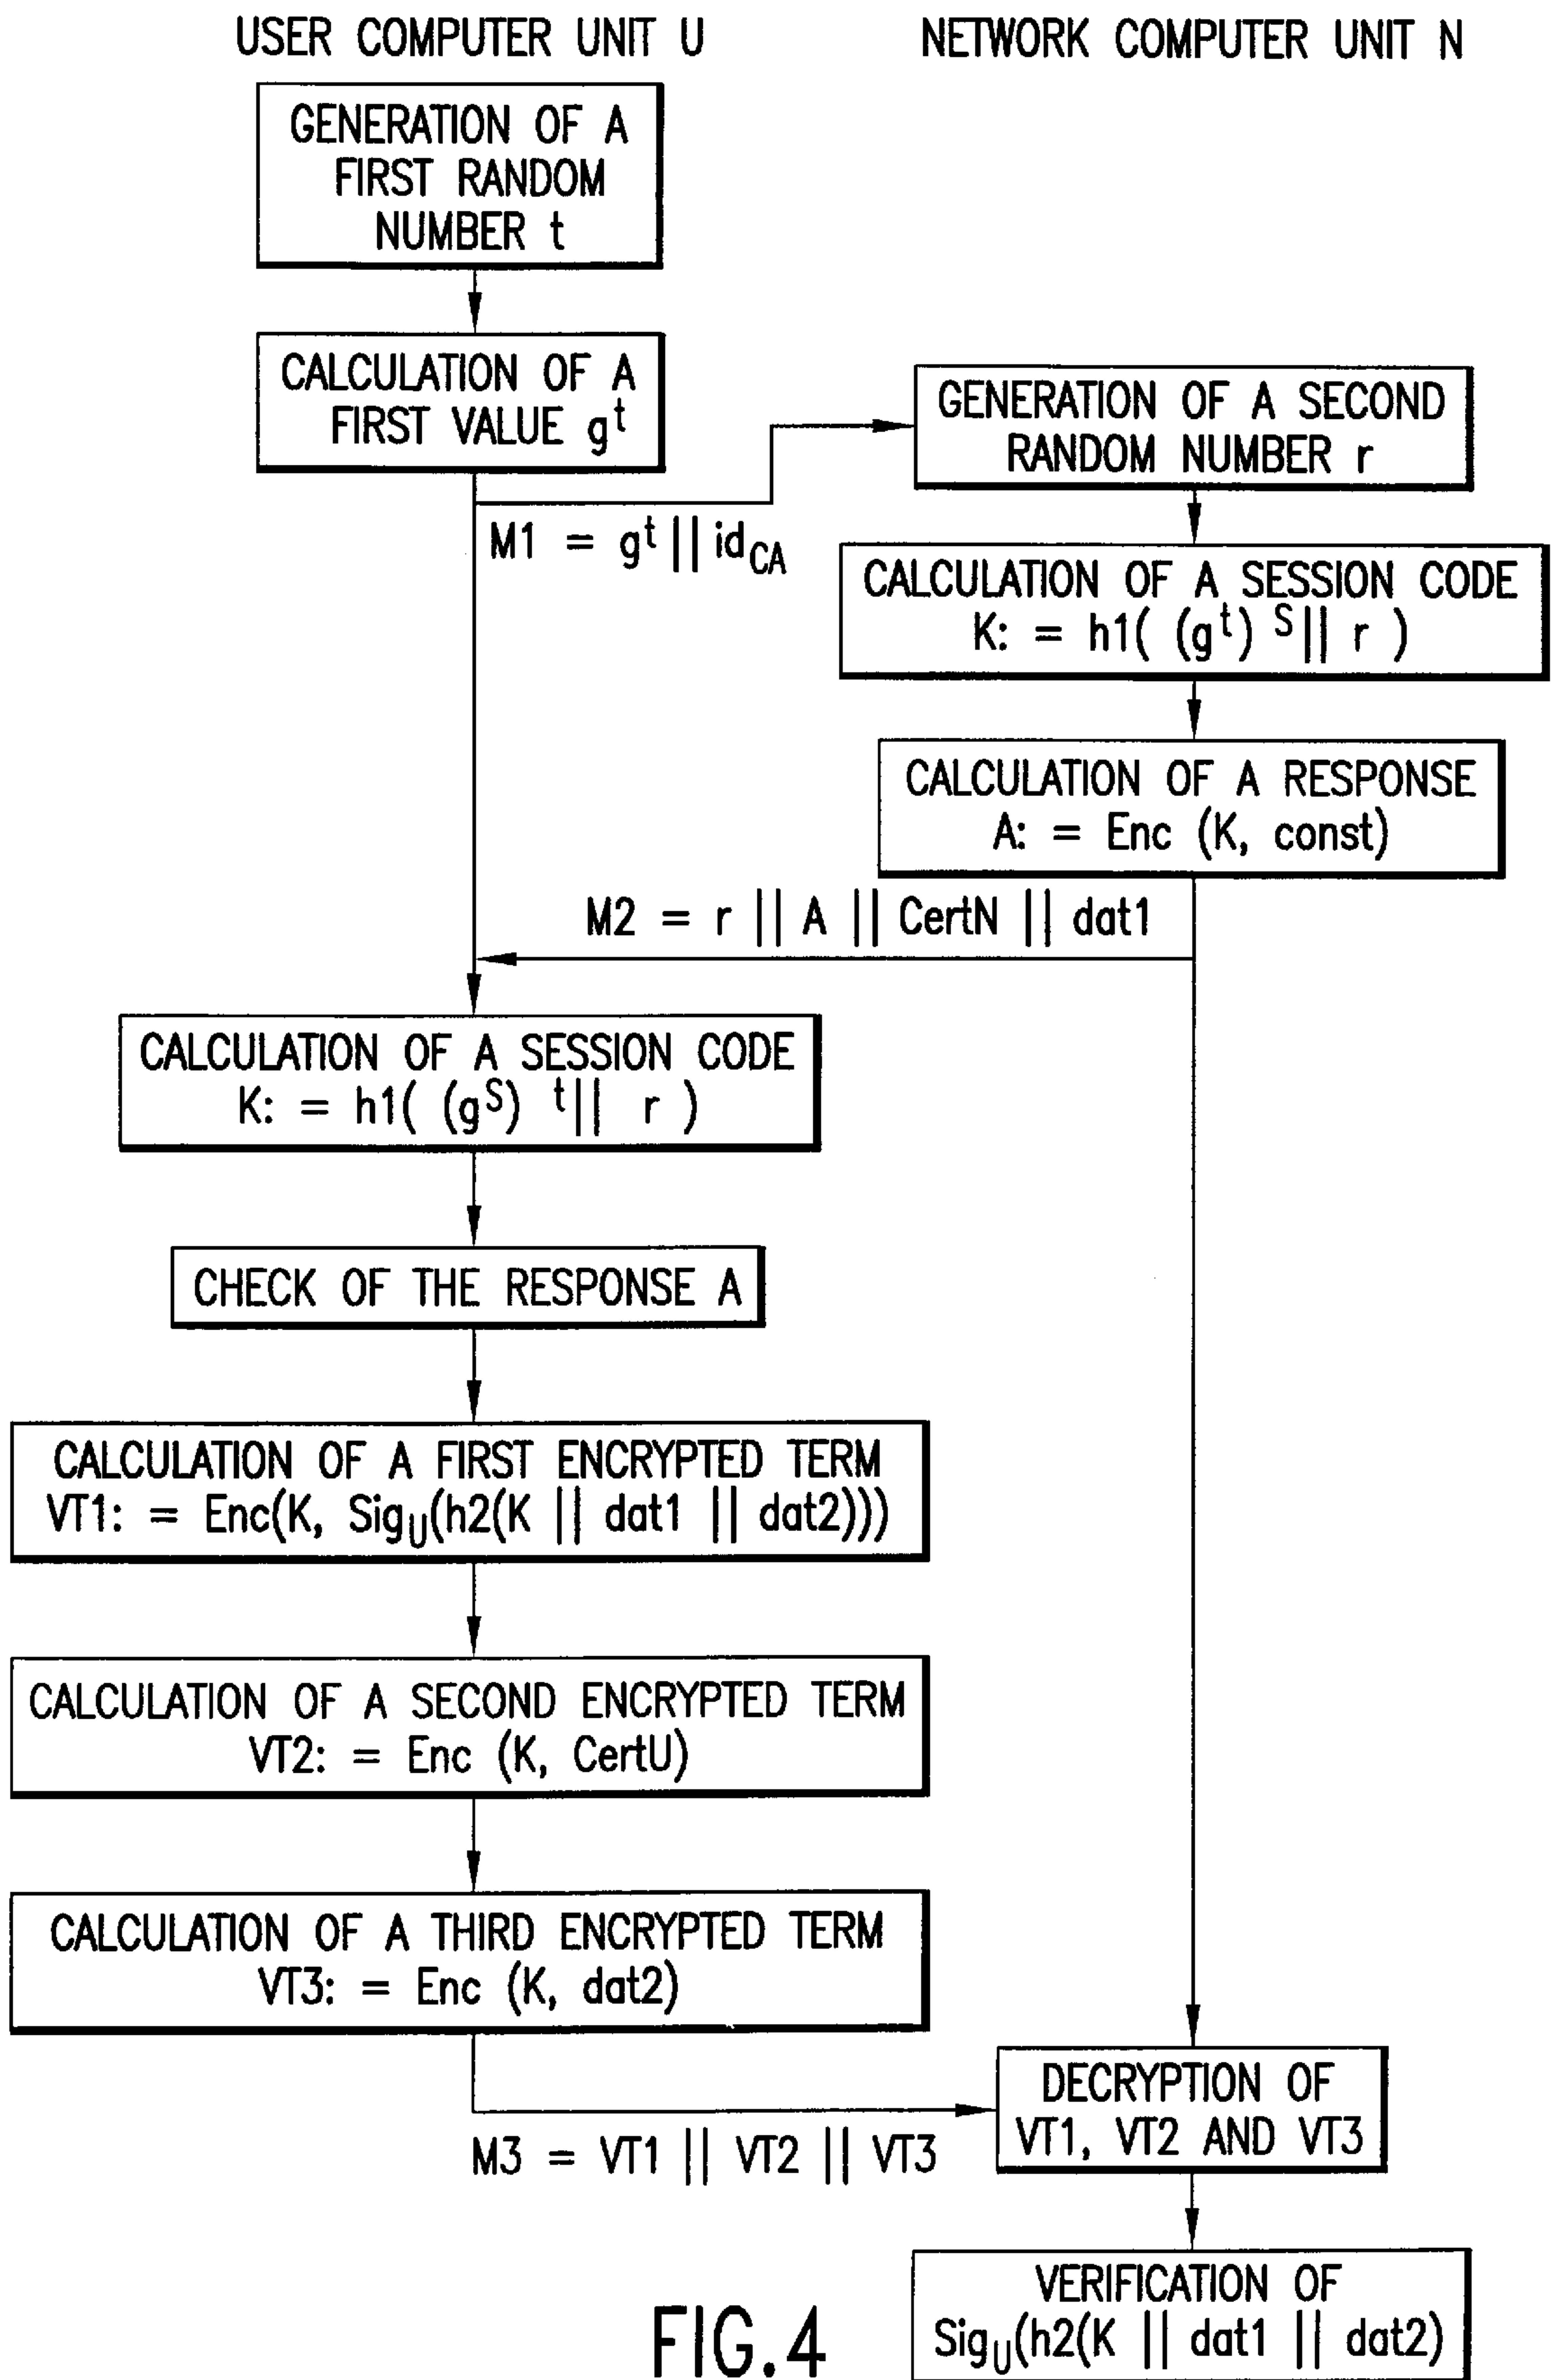 USER COMPUTER UNIT U
NETWORK COMPUTER UNIT N
GENERATION OF A
FIRST RANDOM
NUMBER t
CALCULATION OF A
FIRST VALUE g^t
GENERATION OF A SECOND
RANDOM NUMBER r
M1 = g^t || id_CA
CALCULATION OF A SESSION CODE
K: = h1( (g^t) ^S || r )
CALCULATION OF A RESPONSE
A: = Enc (K, const)
M2 = r || A || CertN || dat1
CALCULATION OF A SESSION CODE
K: = h1( (g^S) ^t || r )
CHECK OF THE RESPONSE A
CALCULATION OF A FIRST ENCRYPTED TERM
VT1: = Enc(K, Sig_U(h2(K || dat1 || dat2)))
CALCULATION OF A SECOND ENCRYPTED TERM
VT2: = Enc (K, CertU)
CALCULATION OF A THIRD ENCRYPTED TERM
VT3: = Enc (K, dat2)
DECRYPTION OF
VT1, VT2 AND VT3
M3 = VT1 || VT2 || VT3
VERIFICATION OF
Sig_U(h2(K || dat1 || dat2)
FIG.4